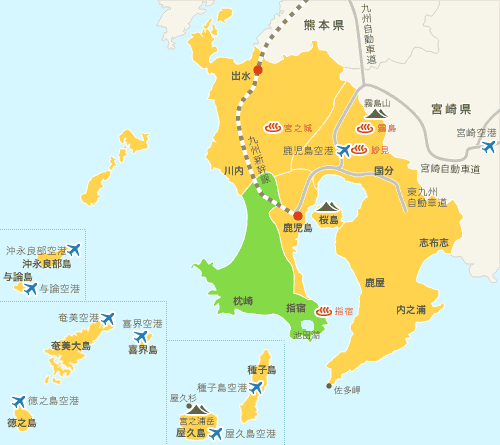 熊本県
九州自動車道
出水
霧島山
宮崎県
宮之城
霧島
宮崎空港
鹿児島空港
妙見
九州新幹線
川内
国分
宮崎自動車道
東九州
自動車道
桜島
鹿児島
志布志
沖永良部空港
沖永良部島
与論島
与論空港
鹿屋
枕崎
指宿
指宿
内之浦
池田湖
奄美空港
喜界空港
奄美大島
喜界島
種子島
種子島空港
佐多岬
徳之島空港
屋久杉
宮之浦岳
徳之島
屋久島
屋久島空港